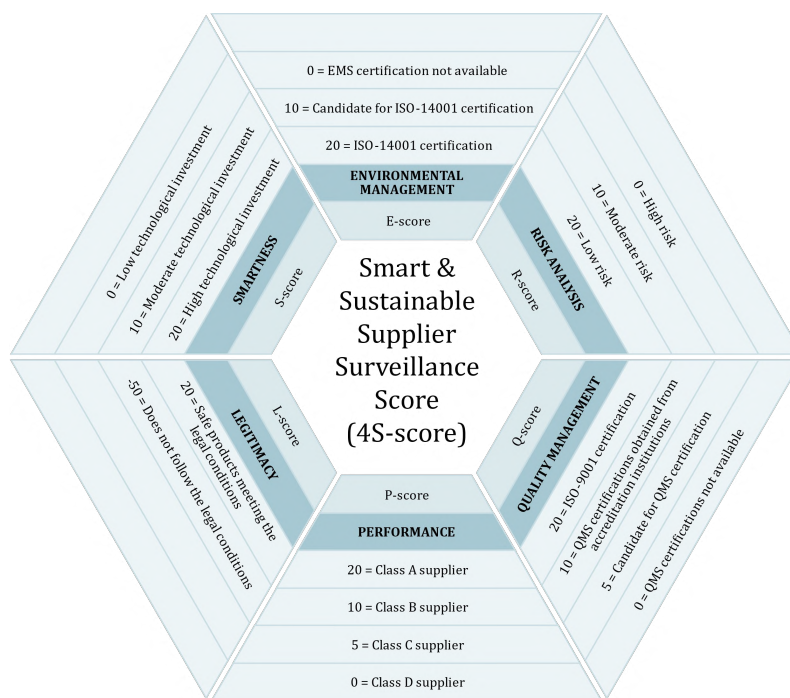 0 = EMS certification not available
10 = Candidate for ISO-14001 certification
20 = ISO-14001 certification
ENVIRONMENTAL
MANAGEMENT
E-score
0 = High risk
10 = Moderate risk
20 = Low risk
RISK ANALYSIS
R-score
0 = Low technological investment
10 = Moderate technological investment
20 = High technological investment
SMARTNESS
S-score
Smart &
Sustainable
Supplier
Surveillance
Score
(4S-score)
L-score
LEGITIMACY
20 = Safe products meeting the
legal conditions
-50 = Does not follow the legal conditions
Q-score
QUALITY MANAGEMENT
20 = ISO-9001 certification
10 = QMS certifications obtained from
accreditation institutions
5 = Candidate for QMS certification
0 = QMS certifications not available
P-score
PERFORMANCE
20 = Class A supplier
10 = Class B supplier
5 = Class C supplier
0 = Class D supplier